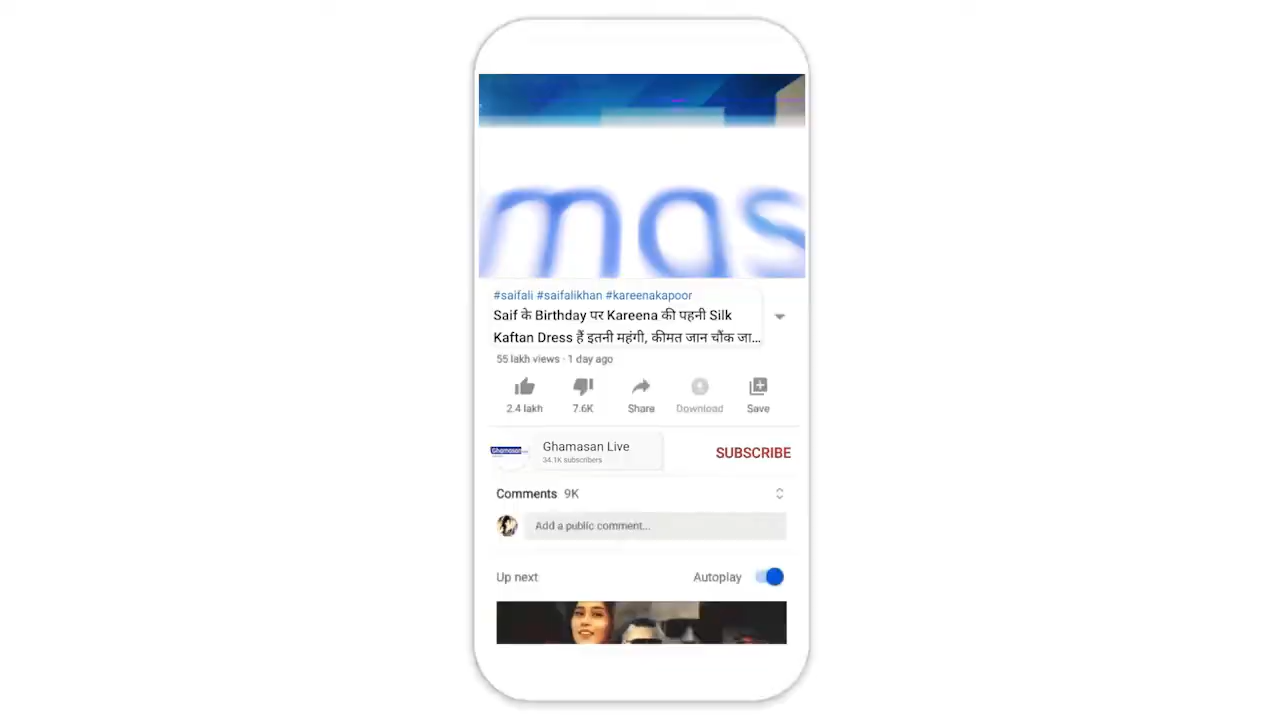 mas
#saifali #saifalikhan #kareenakapoor
Saif के Birthday पर Kareena की पहनी Silk
Kaftan Dress हैं इतनी महंगी, कीमत जान चौंक जा...
55 lakh views · 1 day ago
2.4 lakh 7.6K Share Download Save
Ghamasan
Ghamasan Live
34.1K subscribers
SUBSCRIBE
Comments 9K
Add a public comment...
Up next Autoplay